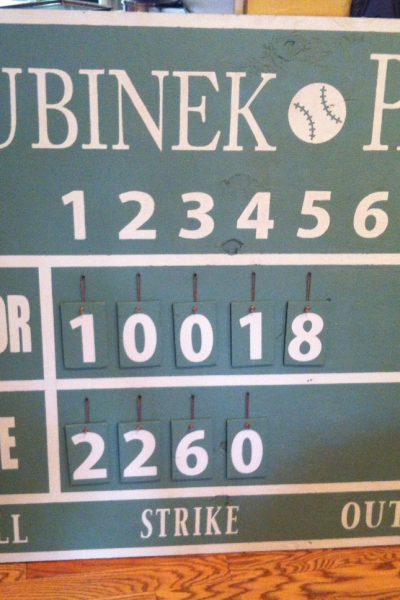 UBINEK P
1 2 3 4 5 6
OR 1 0 0 1 8
E 2 2 6 0
LL STRIKE OUT